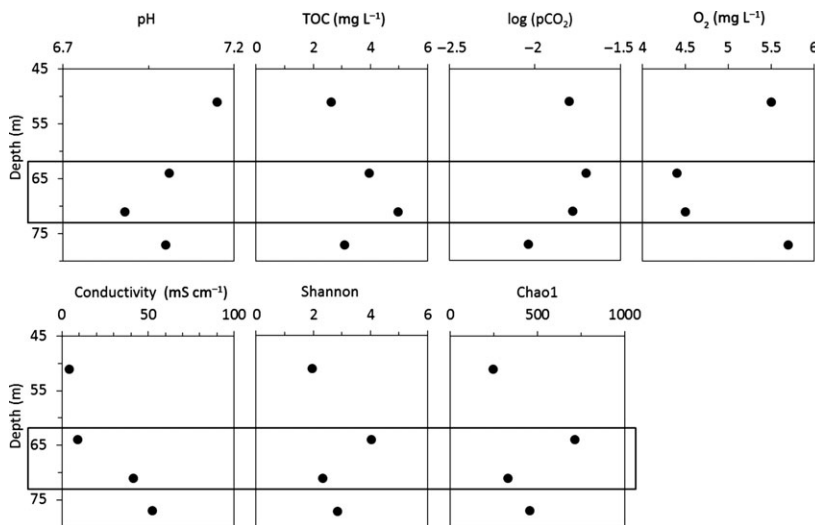 pH TOC (mg L⁻¹) log (pCO₂) O₂ (mg L⁻¹)
6.7 7.2 0 2 4 6 −2.5 −2 −1.5 4 4.5 5 5.5 6
45
55
65
75
Depth (m)
Conductivity (mS cm⁻¹) Shannon Chao1
0 50 100 0 2 4 6 0 500 1000
45
55
65
75
Depth (m)